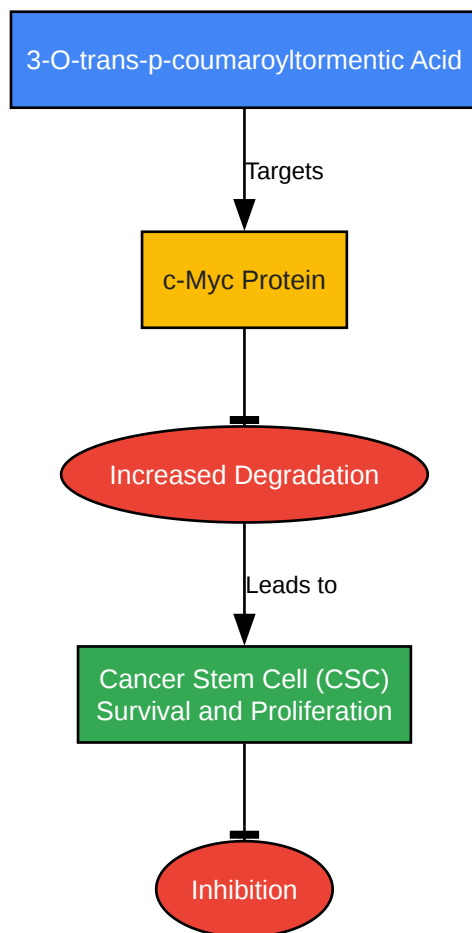 3-O-trans-p-coumaroyltormentic Acid
Targets
c-Myc Protein
Increased Degradation
Leads to
Cancer Stem Cell (CSC)
Survival and Proliferation
Inhibition